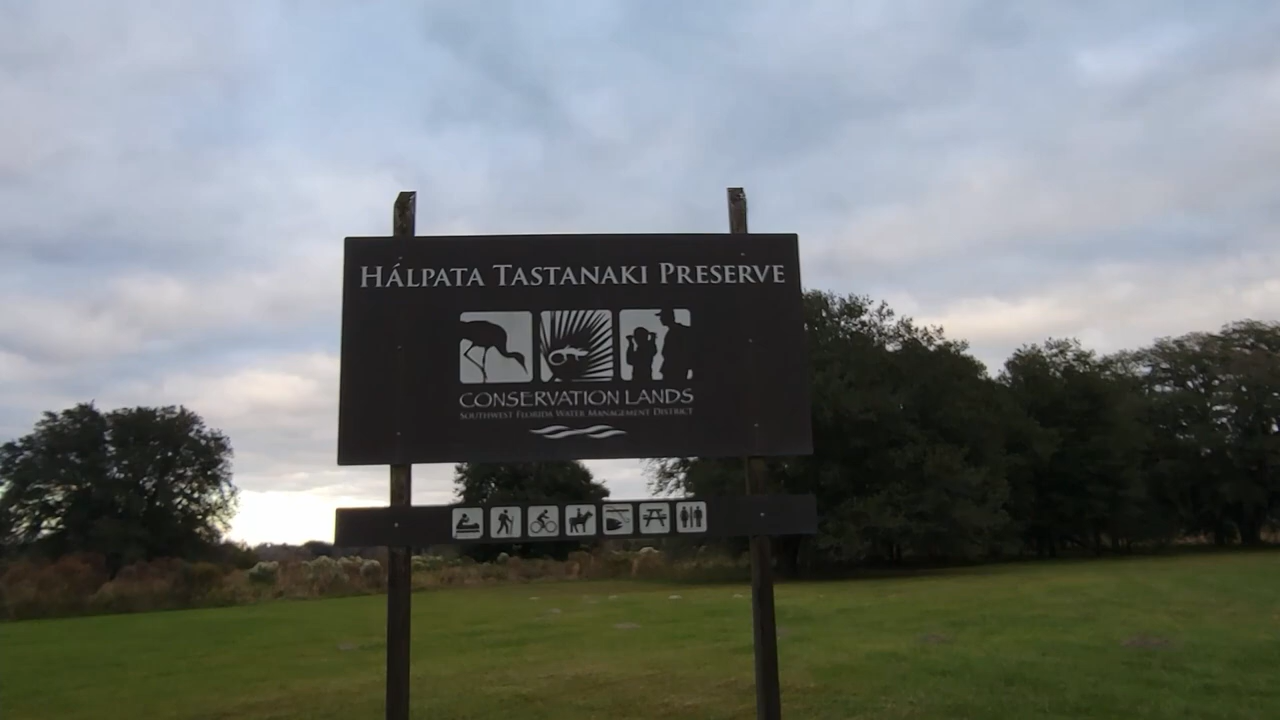 HÁLPATA TASTANAKI PRESERVE
CONSERVATION LANDS
SOUTHWEST FLORIDA WATER MANAGEMENT DISTRICT